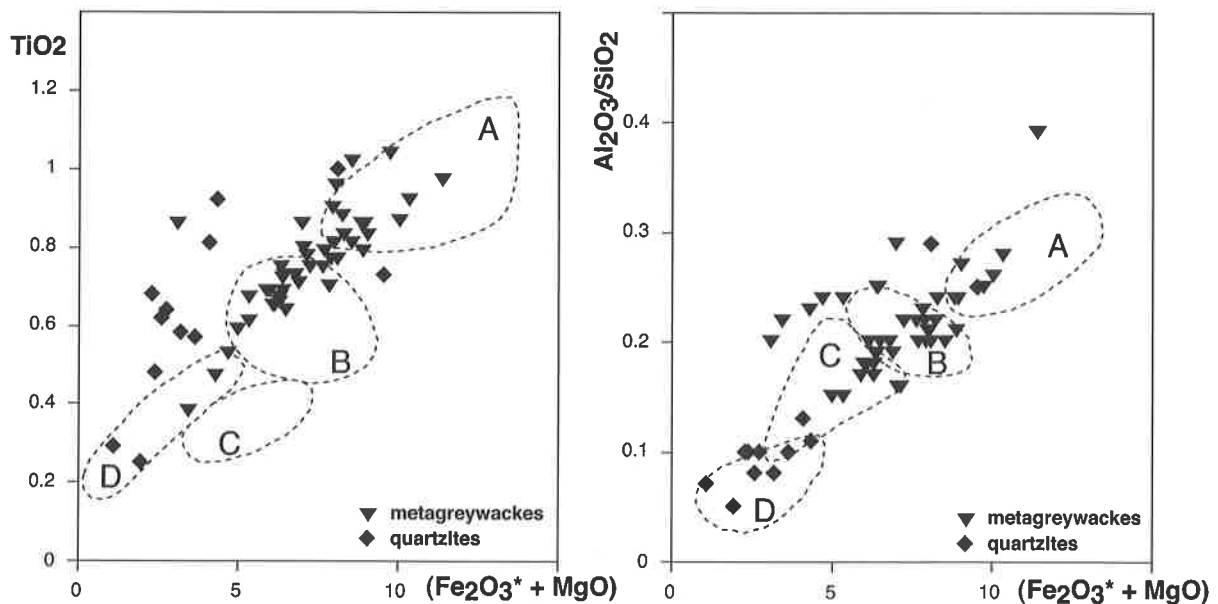 TiO2
1.2
1
0.8
0.6
0.4
0.2
0
A
B
C
D
metagreywackes
quartzites
0 5 10 (Fe₂O₃* + MgO)
Al₂O₃/SiO₂
0.4
0.3
0.2
0.1
0
A
C
B
D
metagreywackes
quartzites
0 5 10 (Fe₂O₃* + MgO)